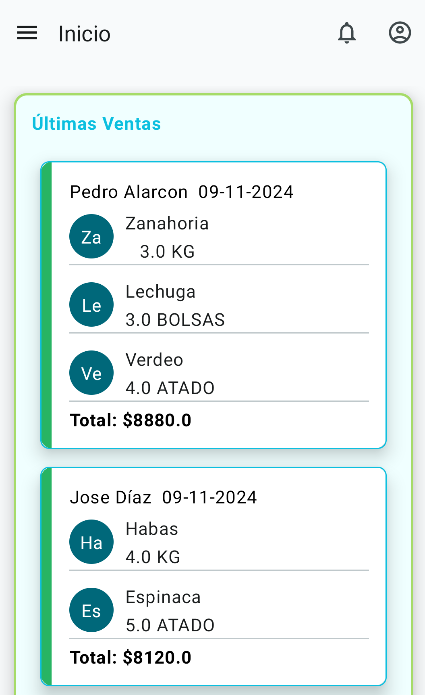 Inicio
Últimas Ventas
Pedro Alarcon 09-11-2024
Za
Zanahoria
3.0 KG
Le
Lechuga
3.0 BOLSAS
Ve
Verdeo
4.0 ATADO
Total: $8880.0
Jose Díaz 09-11-2024
Ha
Habas
4.0 KG
Es
Espinaca
5.0 ATADO
Total: $8120.0